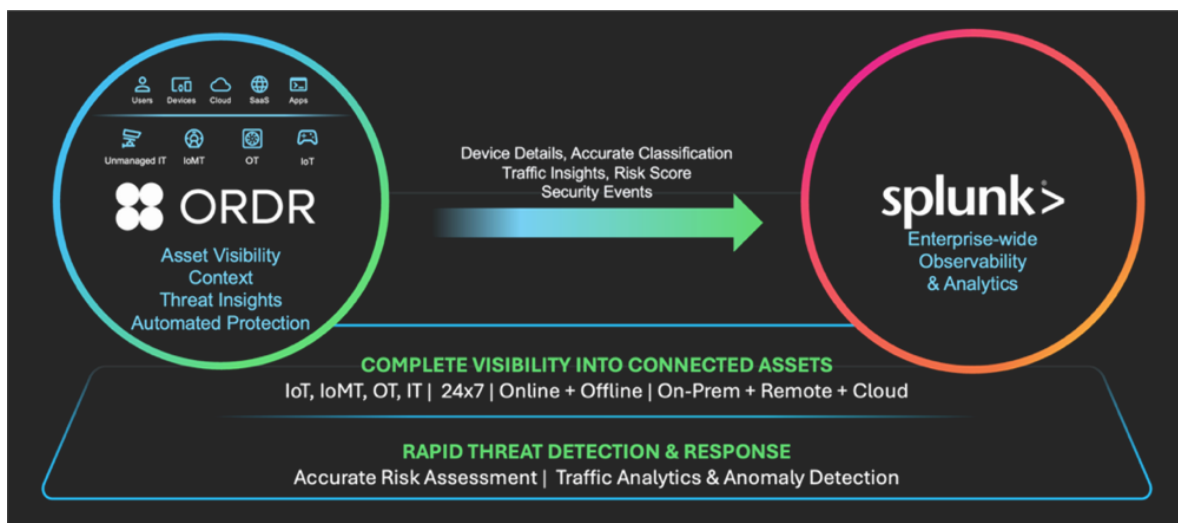 Users Devices Cloud SaaS Apps
Unmanaged IT IoMT OT IoT
ORDR
Asset Visibility
Context
Threat Insights
Automated Protection
Device Details, Accurate Classification
Traffic Insights, Risk Score
Security Events
splunk>
Enterprise-wide
Observability
& Analytics
COMPLETE VISIBILITY INTO CONNECTED ASSETS
IoT, IoMT, OT, IT | 24x7 | Online + Offline | On-Prem + Remote + Cloud
RAPID THREAT DETECTION & RESPONSE
Accurate Risk Assessment | Traffic Analytics & Anomaly Detection